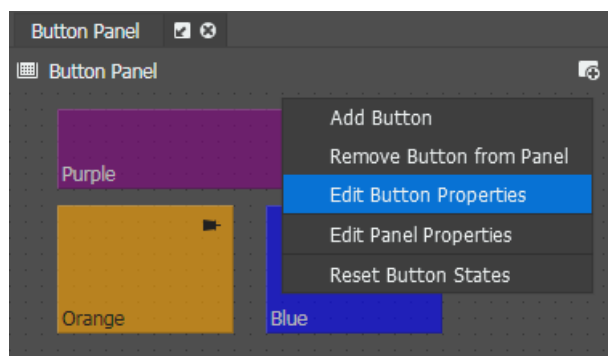 Button Panel
Button Panel
Add Button
Remove Button from Panel
Purple
Edit Button Properties
Edit Panel Properties
Reset Button States
Orange
Blue